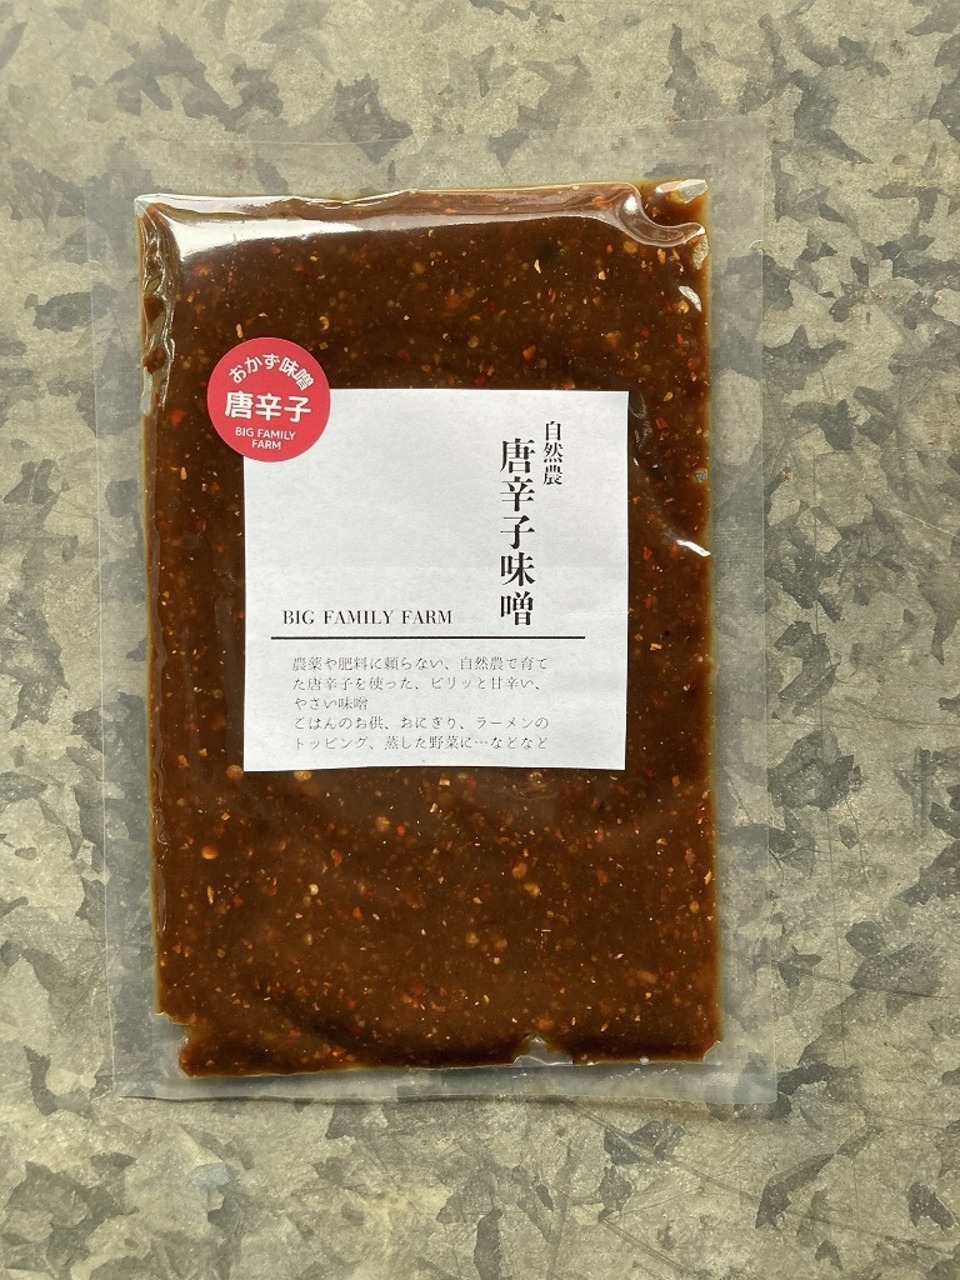 おかず味噌
唐辛子
BIG FAMILY
FARM
自然農
唐辛子味噌
BIG FAMILY FARM
農薬や肥料に頼らない、自然農で育て
た唐辛子を使った、ピリッと甘辛い、
やさい味噌
ごはんのお供、おにぎり、ラーメンの
トッピング、蒸した野菜に…などなど